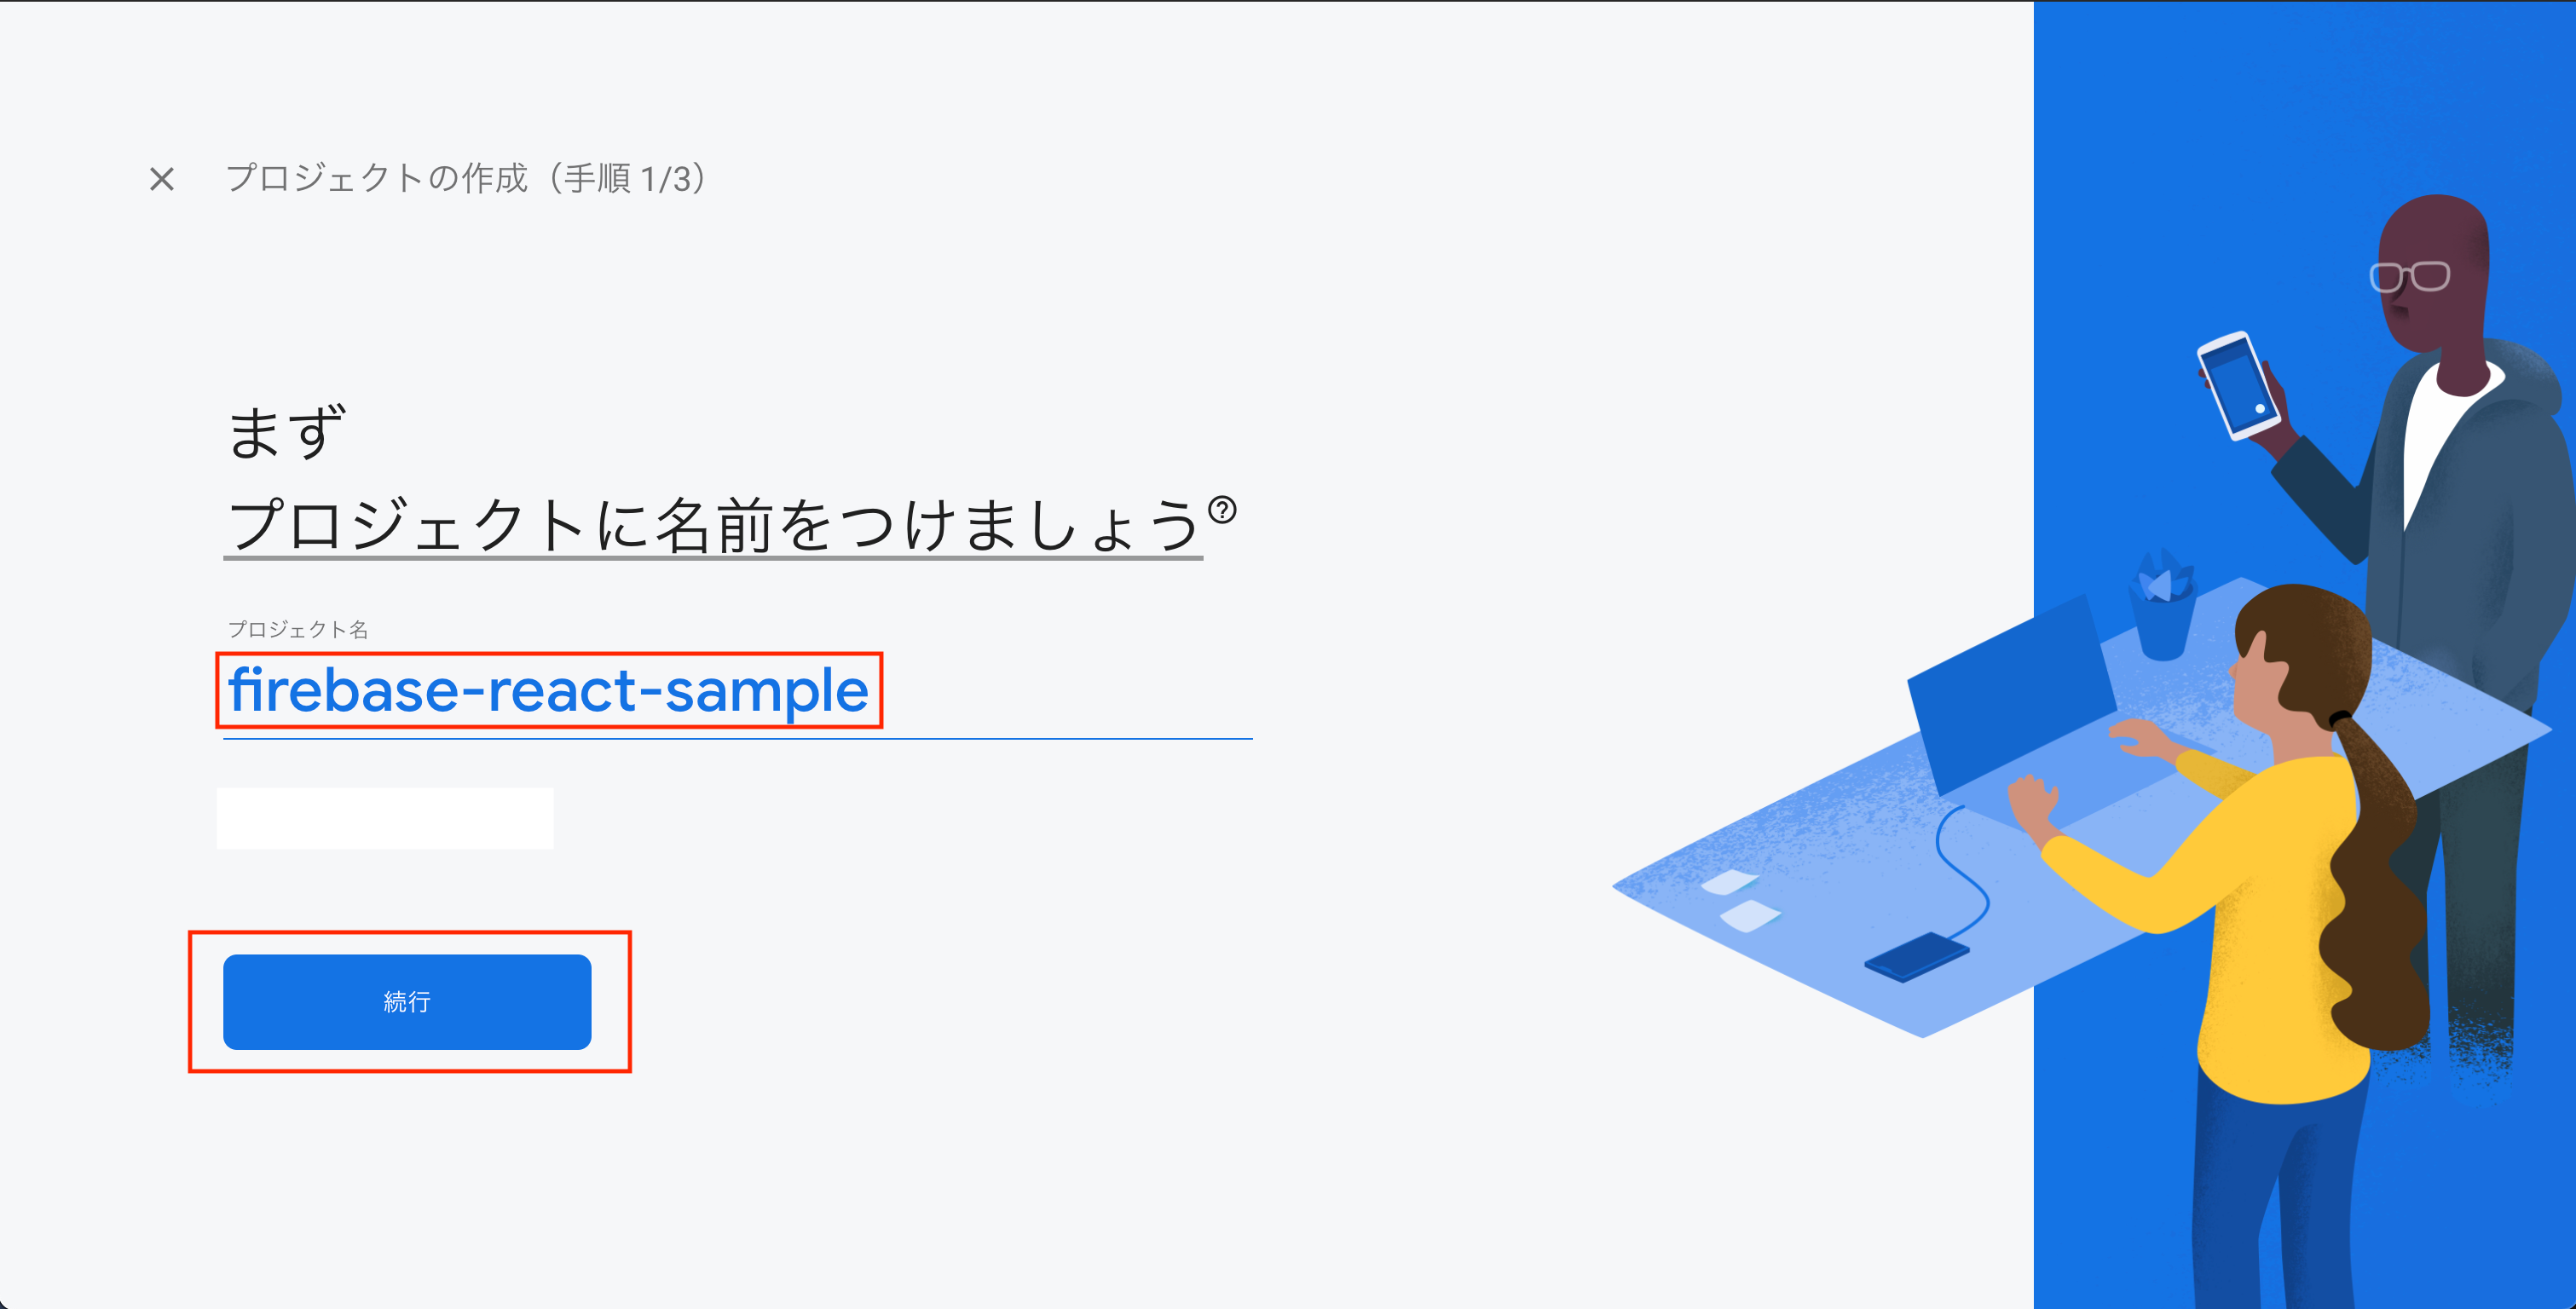 プロジェクトの作成（手順 1/3）
まず
プロジェクトに名前をつけましょう
プロジェクト名
firebase-react-sample
続行